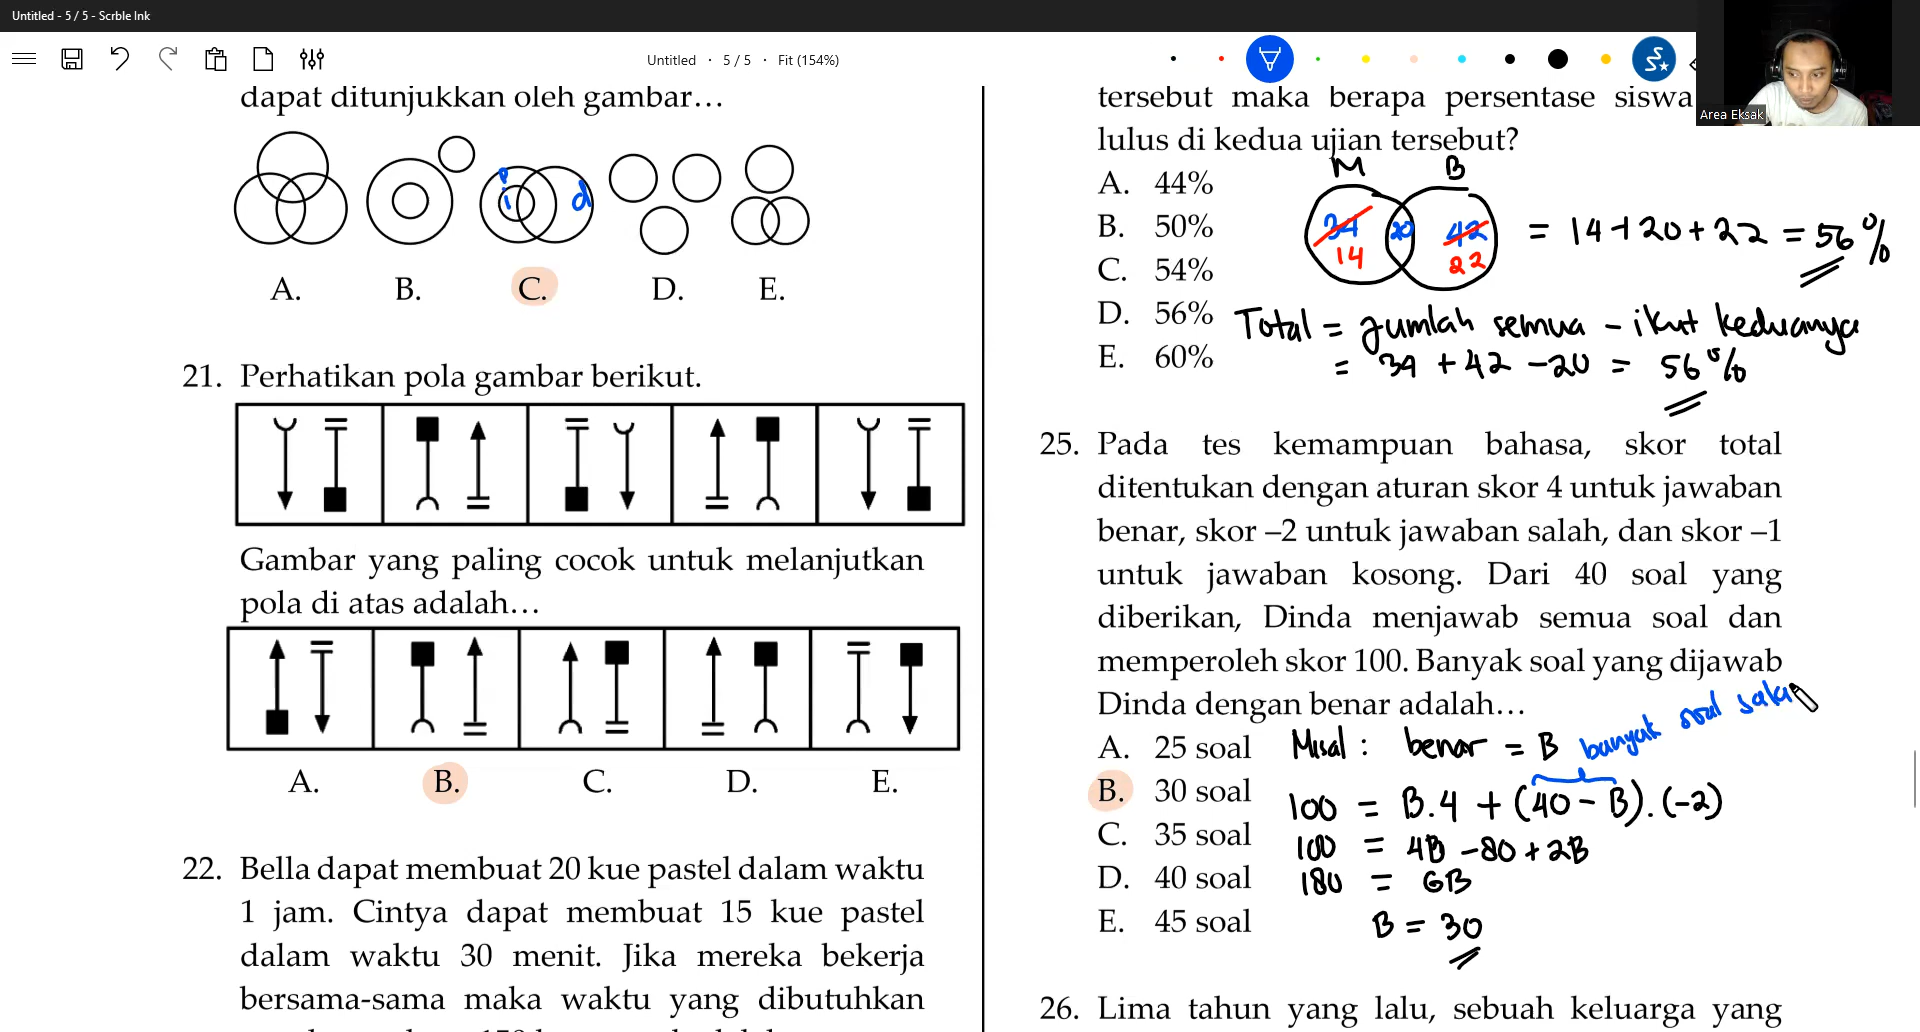 Untitled - 5 / 5 - Scrble Ink
Untitled · 5 / 5 · Fit (154%)
Area Eksak
dapat ditunjukkan oleh gambar…
P
i
d
A. B. C. D. E.
21. Perhatikan pola gambar berikut.
Gambar yang paling cocok untuk melanjutkan
pola di atas adalah…
A. B. C. D. E.
22. Bella dapat membuat 20 kue pastel dalam waktu
1 jam. Cintya dapat membuat 15 kue pastel
dalam waktu 30 menit. Jika mereka bekerja
bersama-sama maka waktu yang dibutuhkan
tersebut maka berapa persentase siswa
lulus di kedua ujian tersebut?
A. 44%
B. 50%
C. 54%
D. 56%
E. 60%
M B
34 20 42
14 22
= 14 + 20 + 22 = 56%
Total = jumlah semua - ikut keduanya
= 34 + 42 - 20 = 56%
25. Pada tes kemampuan bahasa, skor total
ditentukan dengan aturan skor 4 untuk jawaban
benar, skor –2 untuk jawaban salah, dan skor –1
untuk jawaban kosong. Dari 40 soal yang
diberikan, Dinda menjawab semua soal dan
memperoleh skor 100. Banyak soal yang dijawab
Dinda dengan benar adalah…
A. 25 soal
B. 30 soal
C. 35 soal
D. 40 soal
E. 45 soal
Misal : benar = B
banyak soal sala
100 = B.4 + (40 - B).(-2)
100 = 4B - 80 + 2B
180 = 6B
B = 30
26. Lima tahun yang lalu, sebuah keluarga yang